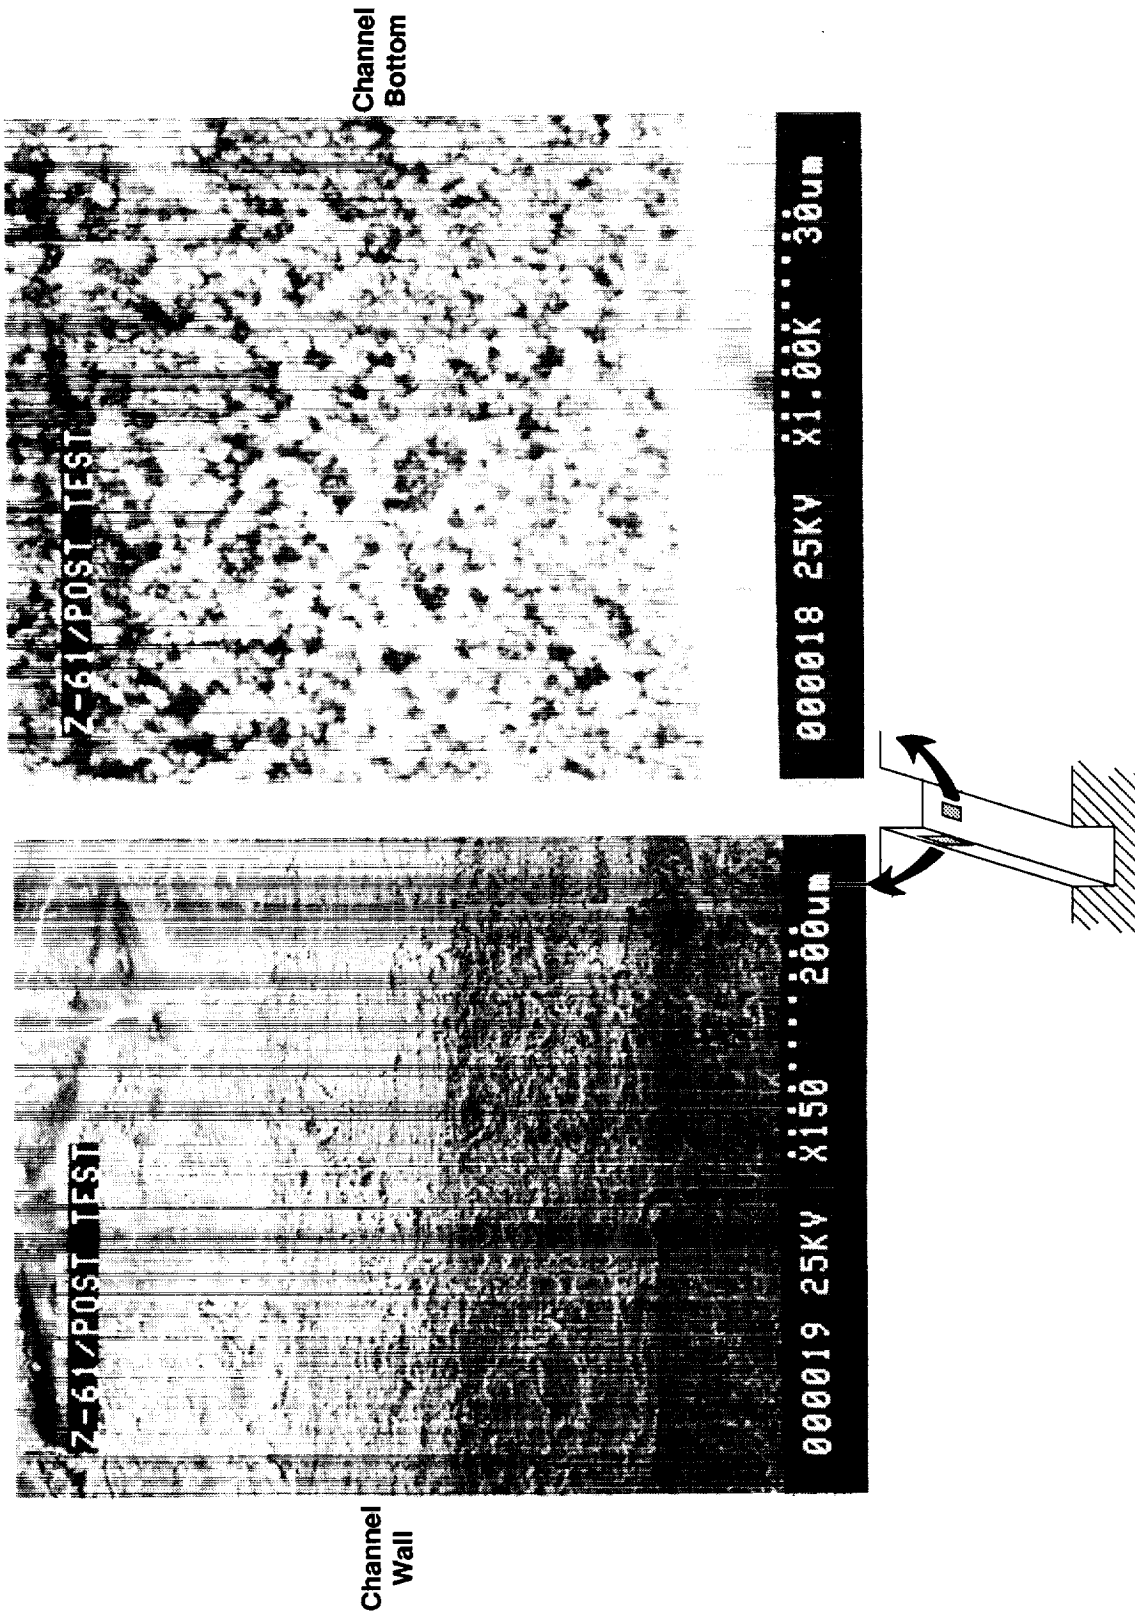 Channel
Wall
Z-61/POST TEST
000019 25KV X150 200um
Channel
Bottom
Z-61/POST TEST
000018 25KV X1.00K 30um